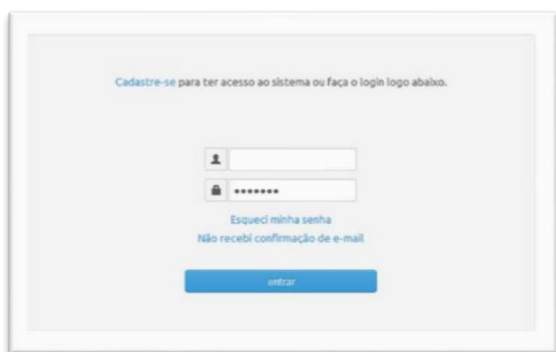 Cadastre-se para ter acesso ao sistema ou faça o login logo abaixo.
•••••••
Esqueci minha senha
Não recebi confirmação de e-mail
entrar